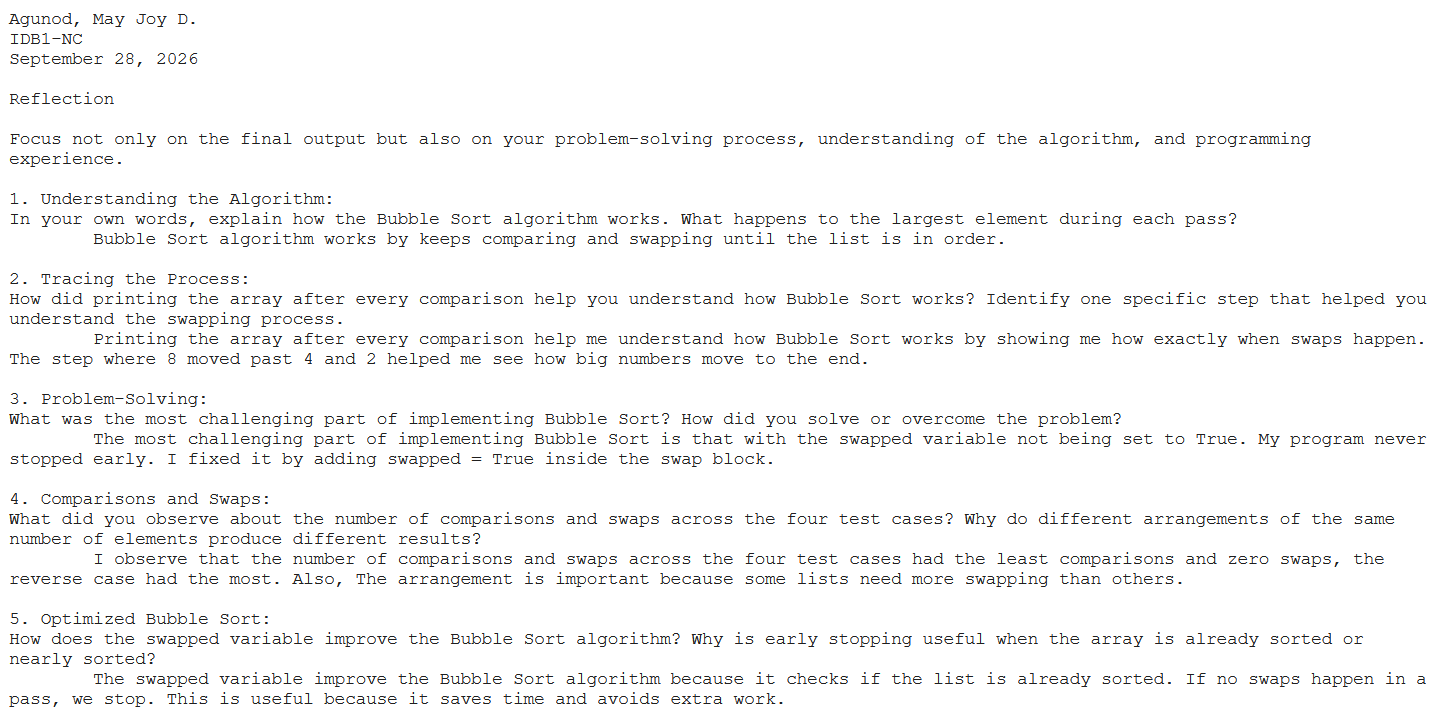 Agunod, May Joy D.
IDB1-NC
September 28, 2026
Reflection
Focus not only on the final output but also on your problem-solving process, understanding of the algorithm, and programming
experience.
1. Understanding the Algorithm:
In your own words, explain how the Bubble Sort algorithm works. What happens to the largest element during each pass?
Bubble Sort algorithm works by keeps comparing and swapping until the list is in order.
2. Tracing the Process:
How did printing the array after every comparison help you understand how Bubble Sort works? Identify one specific step that helped you
understand the swapping process.
Printing the array after every comparison help me understand how Bubble Sort works by showing me how exactly when swaps happen.
The step where 8 moved past 4 and 2 helped me see how big numbers move to the end.
3. Problem-Solving:
What was the most challenging part of implementing Bubble Sort? How did you solve or overcome the problem?
The most challenging part of implementing Bubble Sort is that with the swapped variable not being set to True. My program never
stopped early. I fixed it by adding swapped = True inside the swap block.
4. Comparisons and Swaps:
What did you observe about the number of comparisons and swaps across the four test cases? Why do different arrangements of the same
number of elements produce different results?
I observe that the number of comparisons and swaps across the four test cases had the least comparisons and zero swaps, the
reverse case had the most. Also, The arrangement is important because some lists need more swapping than others.
5. Optimized Bubble Sort:
How does the swapped variable improve the Bubble Sort algorithm? Why is early stopping useful when the array is already sorted or
nearly sorted?
The swapped variable improve the Bubble Sort algorithm because it checks if the list is already sorted. If no swaps happen in a
pass, we stop. This is useful because it saves time and avoids extra work.